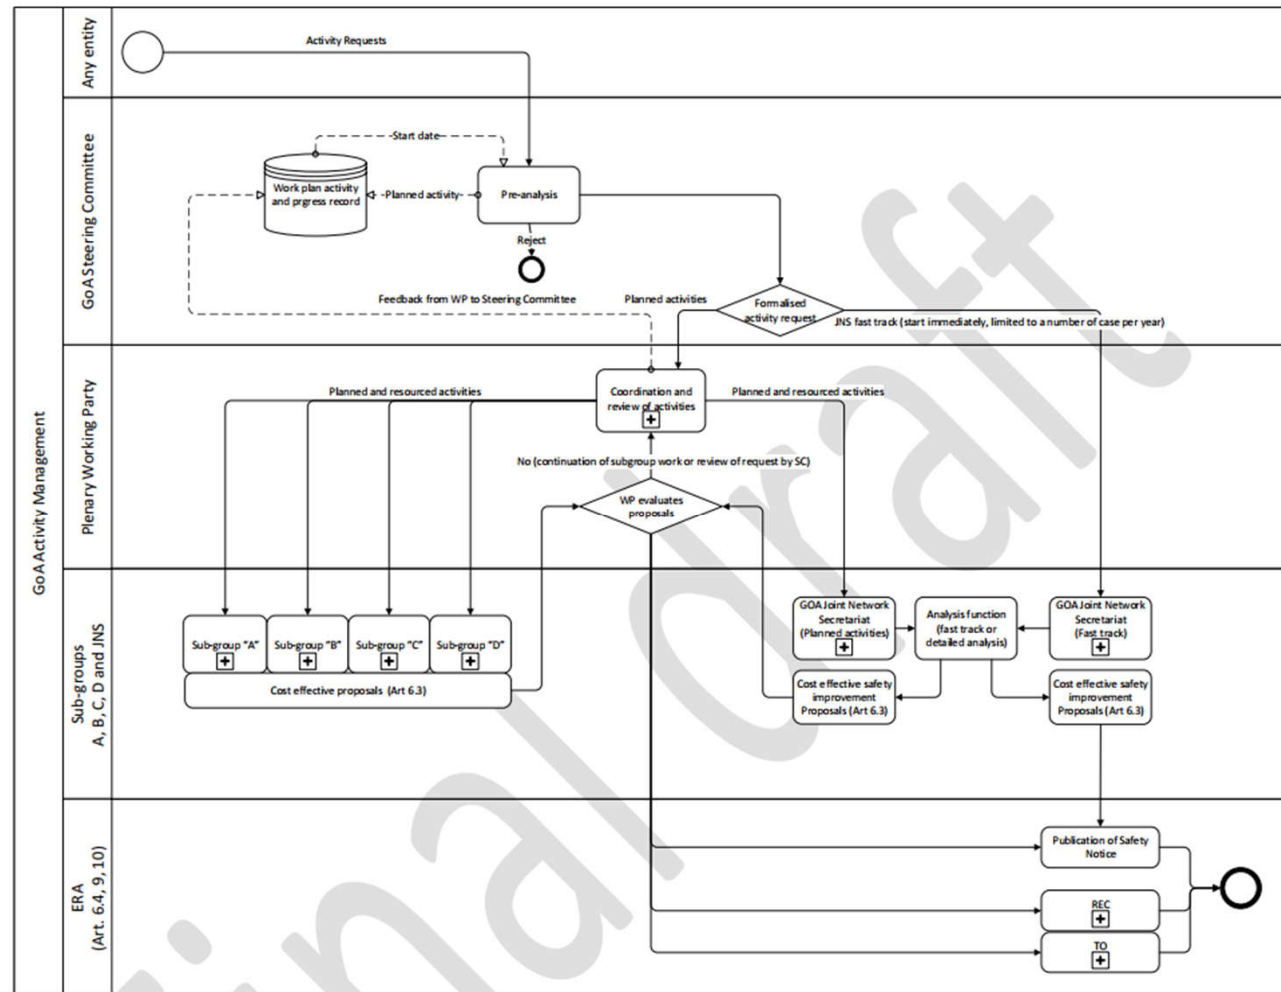 GoA Activity Management
Any entity
Activity Requests
GoA Steering Committee
Start date
Work plan activity
and prgress record
Planned activity
Pre-analysis
Reject
Feedback from WP to Steering Committee
Planned activities
Formalised
activity request
JNS fast track (start immediately, limited to a number of case per year)
Plenary Working Party
Planned and resourced activities
Coordination and
review of activities
Planned and resourced activities
No (continuation of subgroup work or review of request by SC)
WP evaluates
proposals
Sub-groups
A, B, C, D and JNS
Sub-group "A"
Sub-group "B"
Sub-group "C"
Sub-group "D"
Cost effective proposals (Art 6.3)
GOA Joint Network
Secretariat
(Planned activities)
Analysis function
(fast track or
detailed analysis)
GOA Joint Network
Secretariat
(Fast track)
Cost effective safety
improvement
Proposals (Art 6.3)
Cost effective safety
improvement
Proposals (Art 6.3)
ERA
(Art. 6.4, 9, 10)
Publication of Safety
Notice
REC
TO
final draft